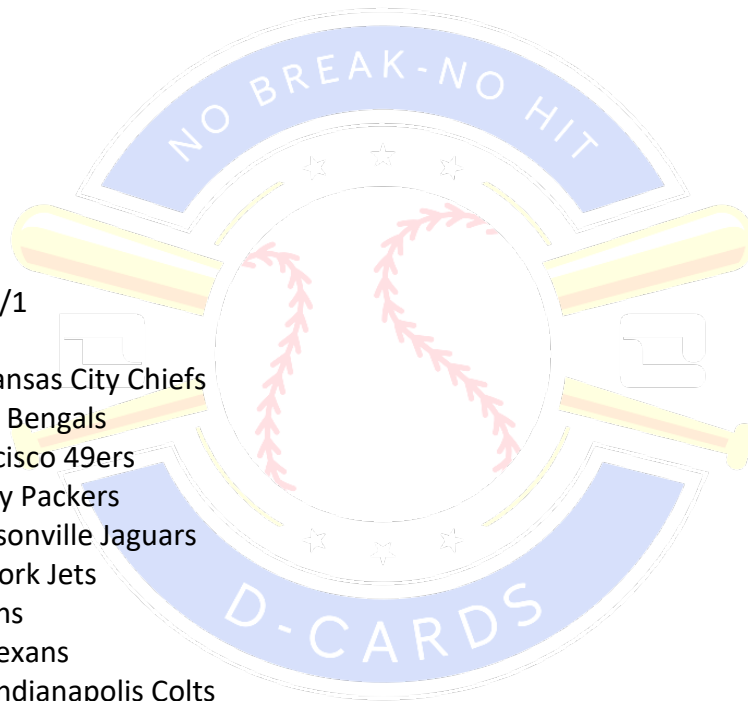 NO BREAK-NO HIT
/1
ansas City Chiefs
Bengals
cisco 49ers
y Packers
sonville Jaguars
ork Jets
ns
exans
ndianapolis Colts
D-CARDS